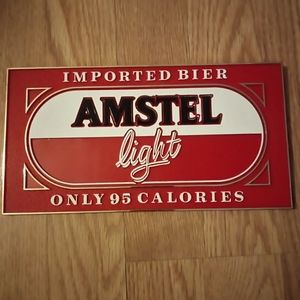 IMPORTED BIER
AMSTEL
light
ONLY 95 CALORIES